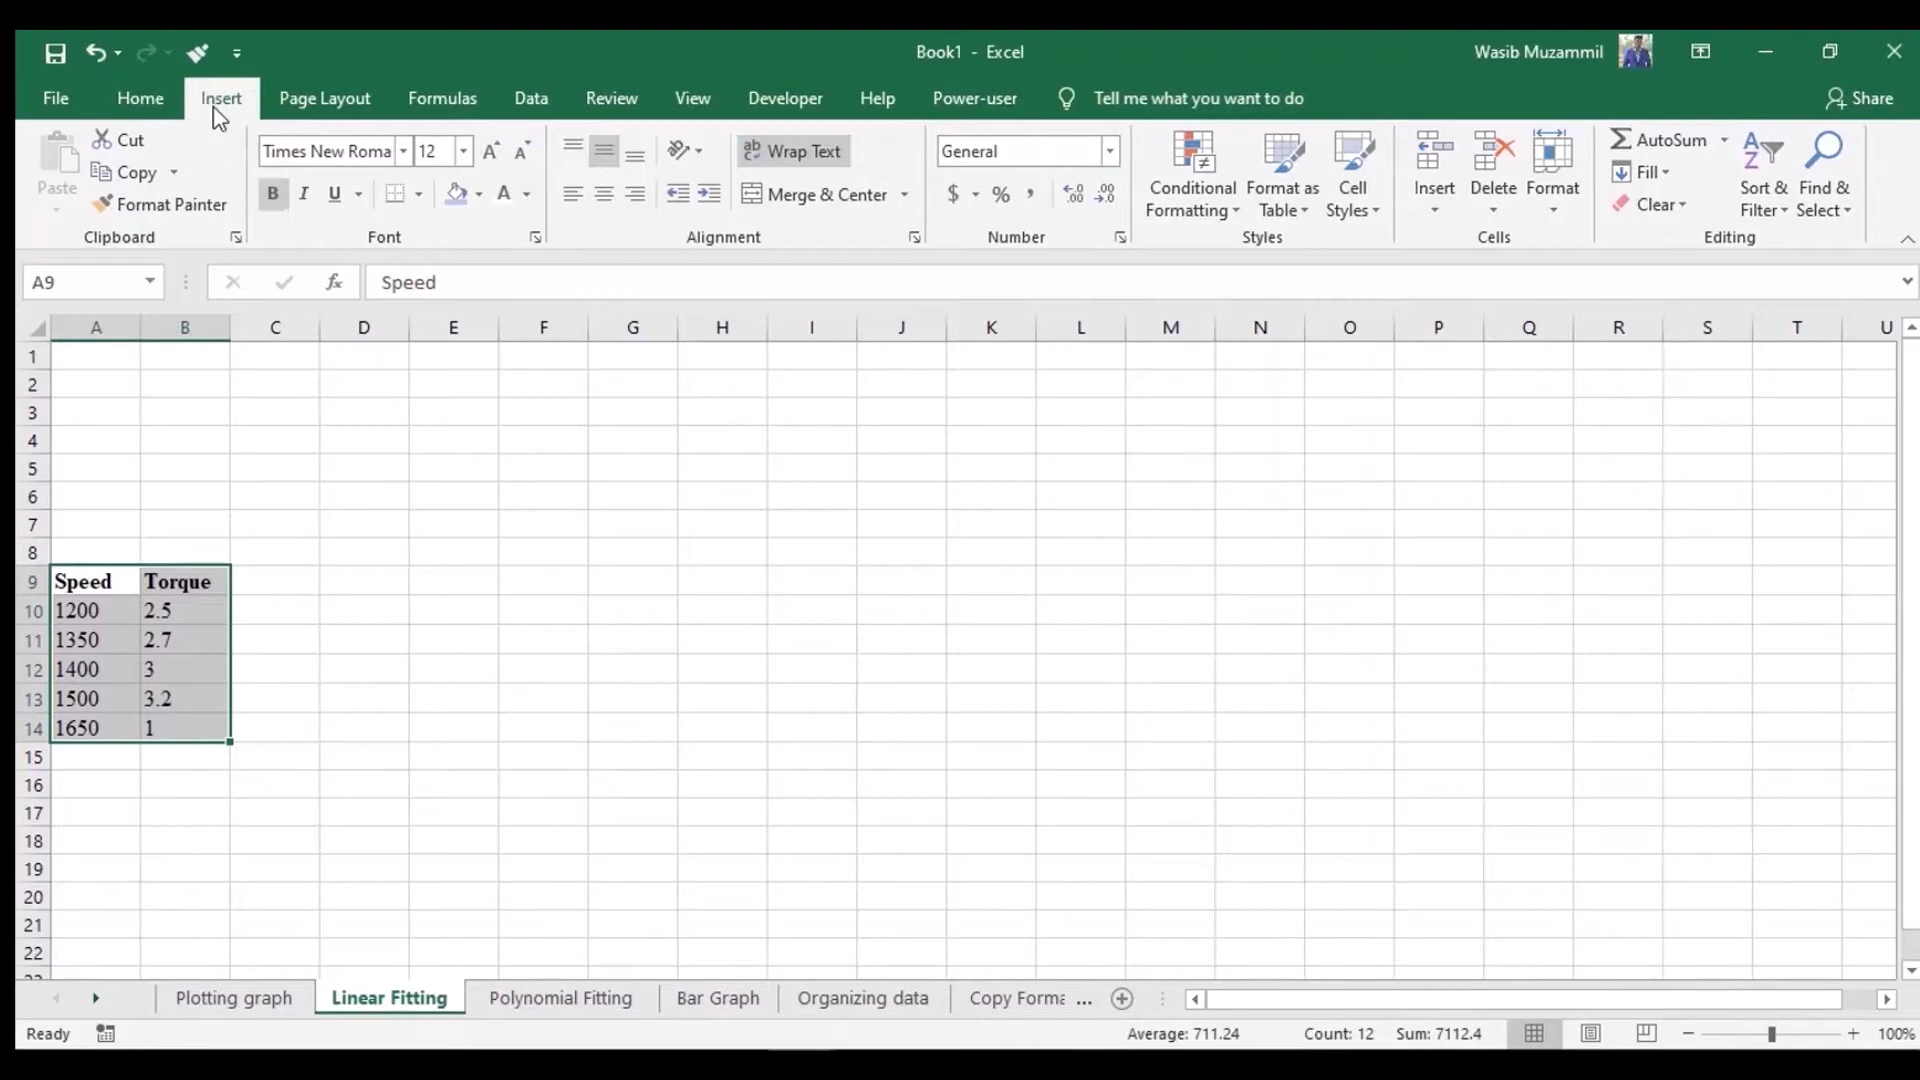 Book1 - Excel
Wasib Muzammil
File Home Insert Page Layout Formulas Data Review View Developer Help Power-user Tell me what you want to do Share
Paste
Cut
Copy
Format Painter
Clipboard
Times New Roma 12
B I U
Font
Wrap Text
Merge & Center
Alignment
General
$ % ,
Number
Conditional Formatting
Format as Table
Cell Styles
Styles
Insert
Delete
Format
Cells
AutoSum
Fill
Clear
Sort & Filter
Find & Select
Editing
A9 fx Speed
A B C D E F G H I J K L M N O P Q R S T U
1
2
3
4
5
6
7
8
9 Speed Torque
10 1200 2.5
11 1350 2.7
12 1400 3
13 1500 3.2
14 1650 1
15
16
17
18
19
20
21
22
Plotting graph Linear Fitting Polynomial Fitting Bar Graph Organizing data Copy Forma ...
Ready Average: 711.24 Count: 12 Sum: 7112.4 100%